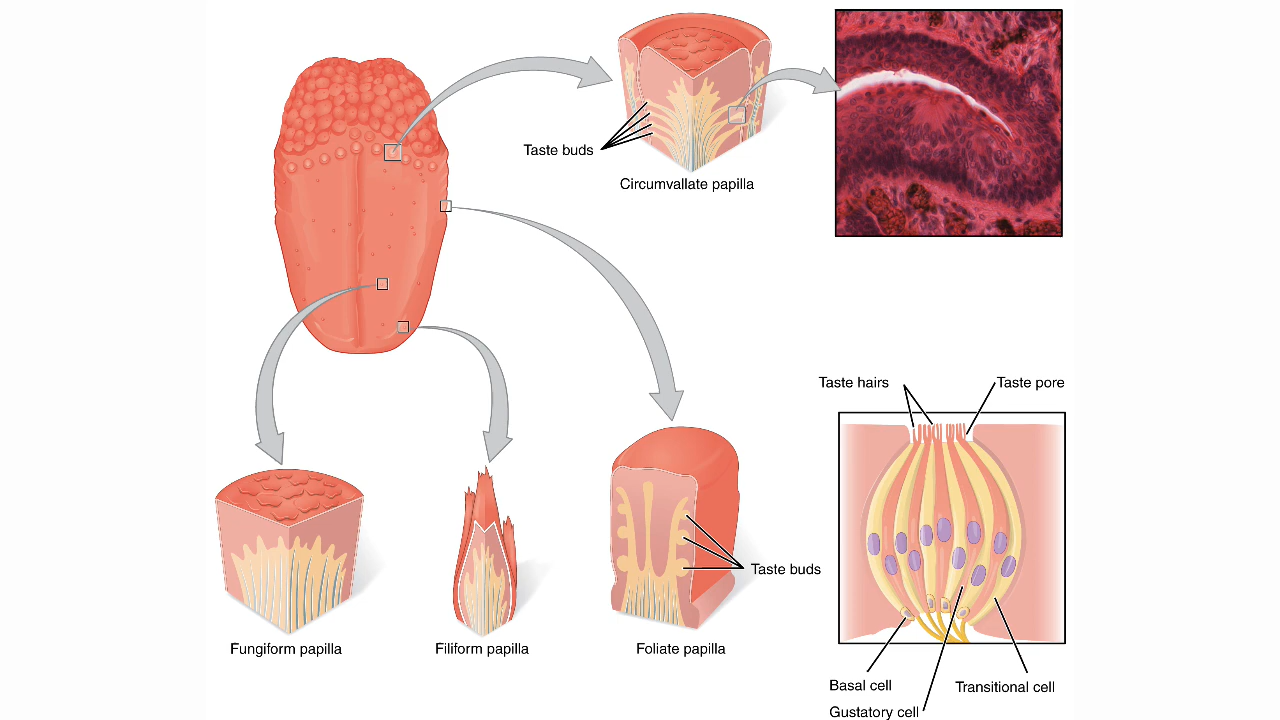 Taste buds
Circumvallate papilla
Taste hairs
Taste pore
Taste buds
Fungiform papilla
Filiform papilla
Foliate papilla
Basal cell
Transitional cell
Gustatory cell